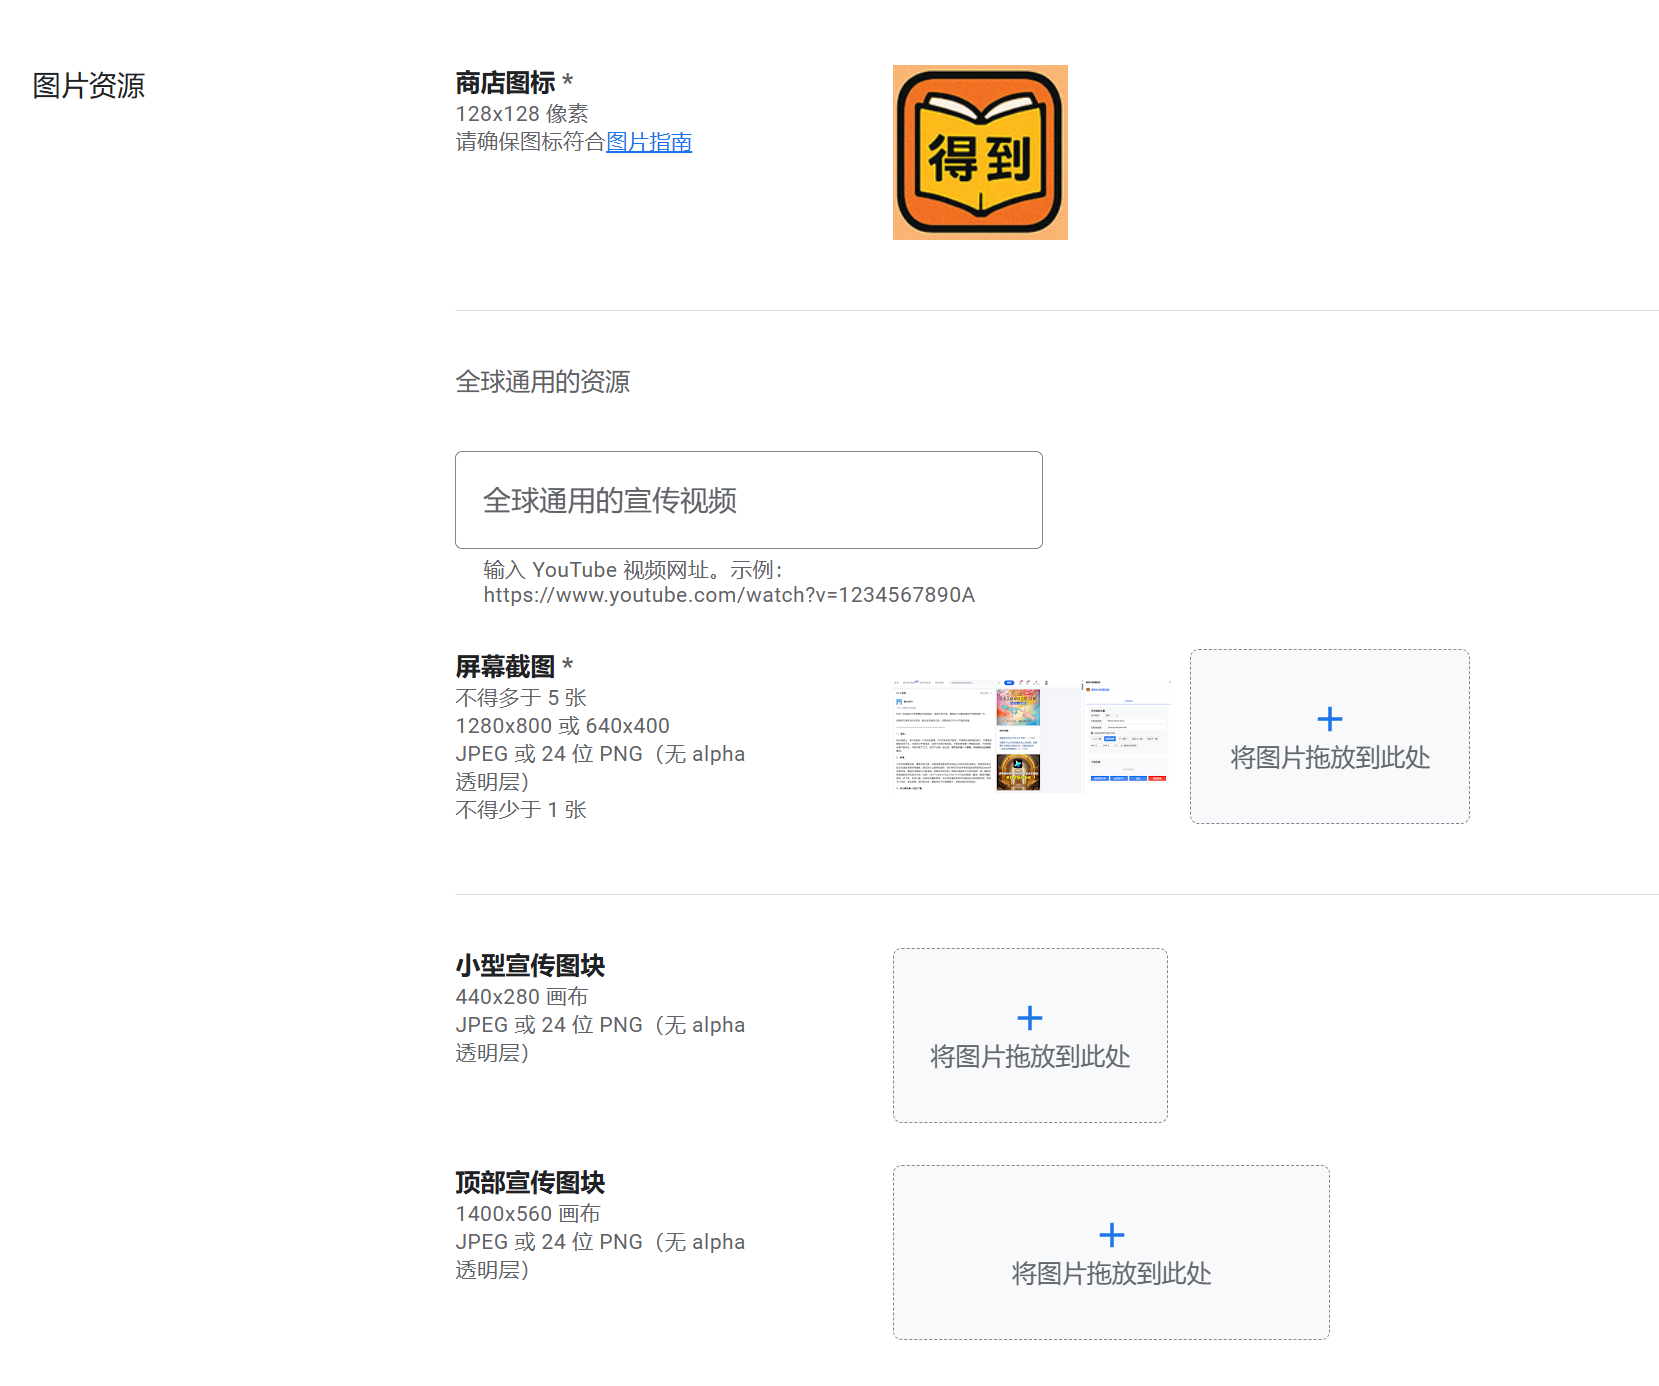 图片资源
商店图标 *
128x128 像素
请确保图标符合图片指南
得到
全球通用的资源
全球通用的宣传视频
输入 YouTube 视频网址。示例：
https://www.youtube.com/watch?v=1234567890A
屏幕截图 *
不得多于 5 张
1280x800 或 640x400
JPEG 或 24 位 PNG（无 alpha
透明层）
不得少于 1 张
将图片拖放到此处
小型宣传图块
440x280 画布
JPEG 或 24 位 PNG（无 alpha
透明层）
将图片拖放到此处
顶部宣传图块
1400x560 画布
JPEG 或 24 位 PNG（无 alpha
透明层）
将图片拖放到此处